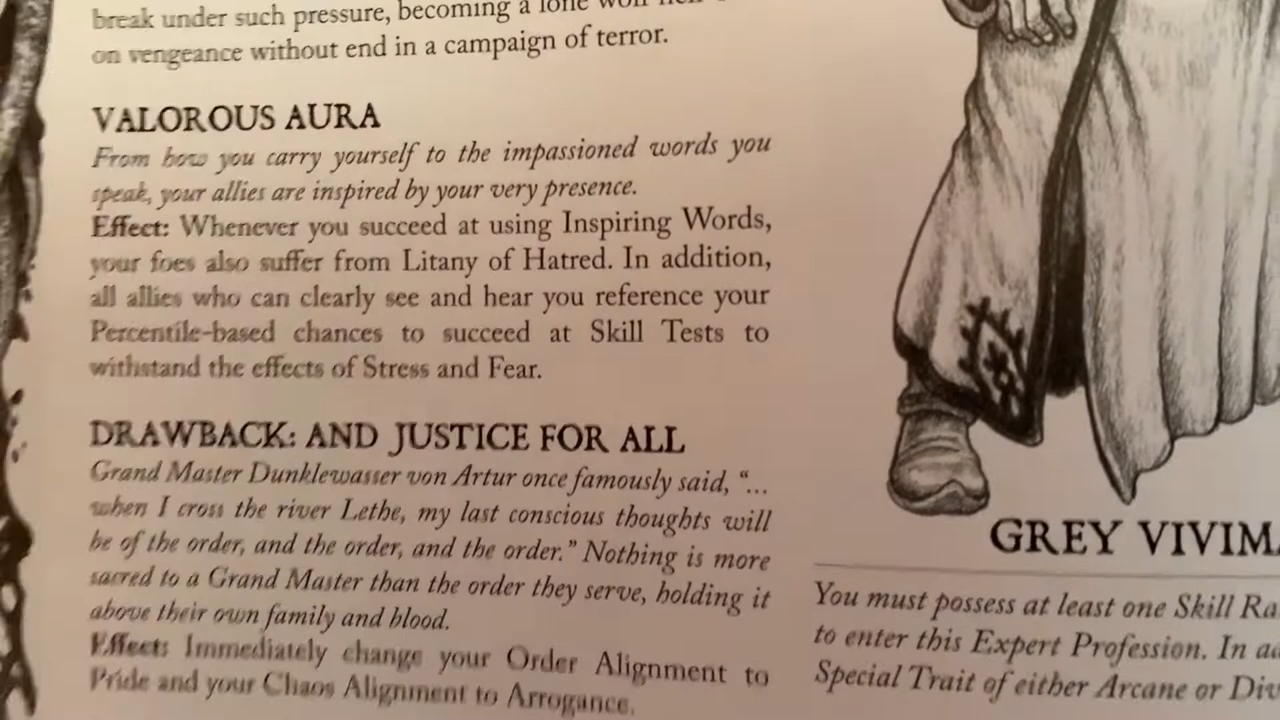 break under such pressure, becoming a lone wolf
on vengeance without end in a campaign of terror.
VALOROUS AURA
From how you carry yourself to the impassioned words you
speak, your allies are inspired by your very presence.
Effect: Whenever you succeed at using Inspiring Words,
your foes also suffer from Litany of Hatred. In addition,
all allies who can clearly see and hear you reference your
Percentile-based chances to succeed at Skill Tests to
withstand the effects of Stress and Fear.
DRAWBACK: AND JUSTICE FOR ALL
Grand Master Dunklewasser von Artur once famously said, “...
when I cross the river Lethe, my last conscious thoughts will
be of the order, and the order, and the order.” Nothing is more
sacred to a Grand Master than the order they serve, holding it
above their own family and blood.
Effect: Immediately change your Order Alignment to
Pride and your Chaos Alignment to Arrogance.
GREY VIVIMA
You must possess at least one Skill Ra
to enter this Expert Profession. In ad
Special Trait of either Arcane or Div